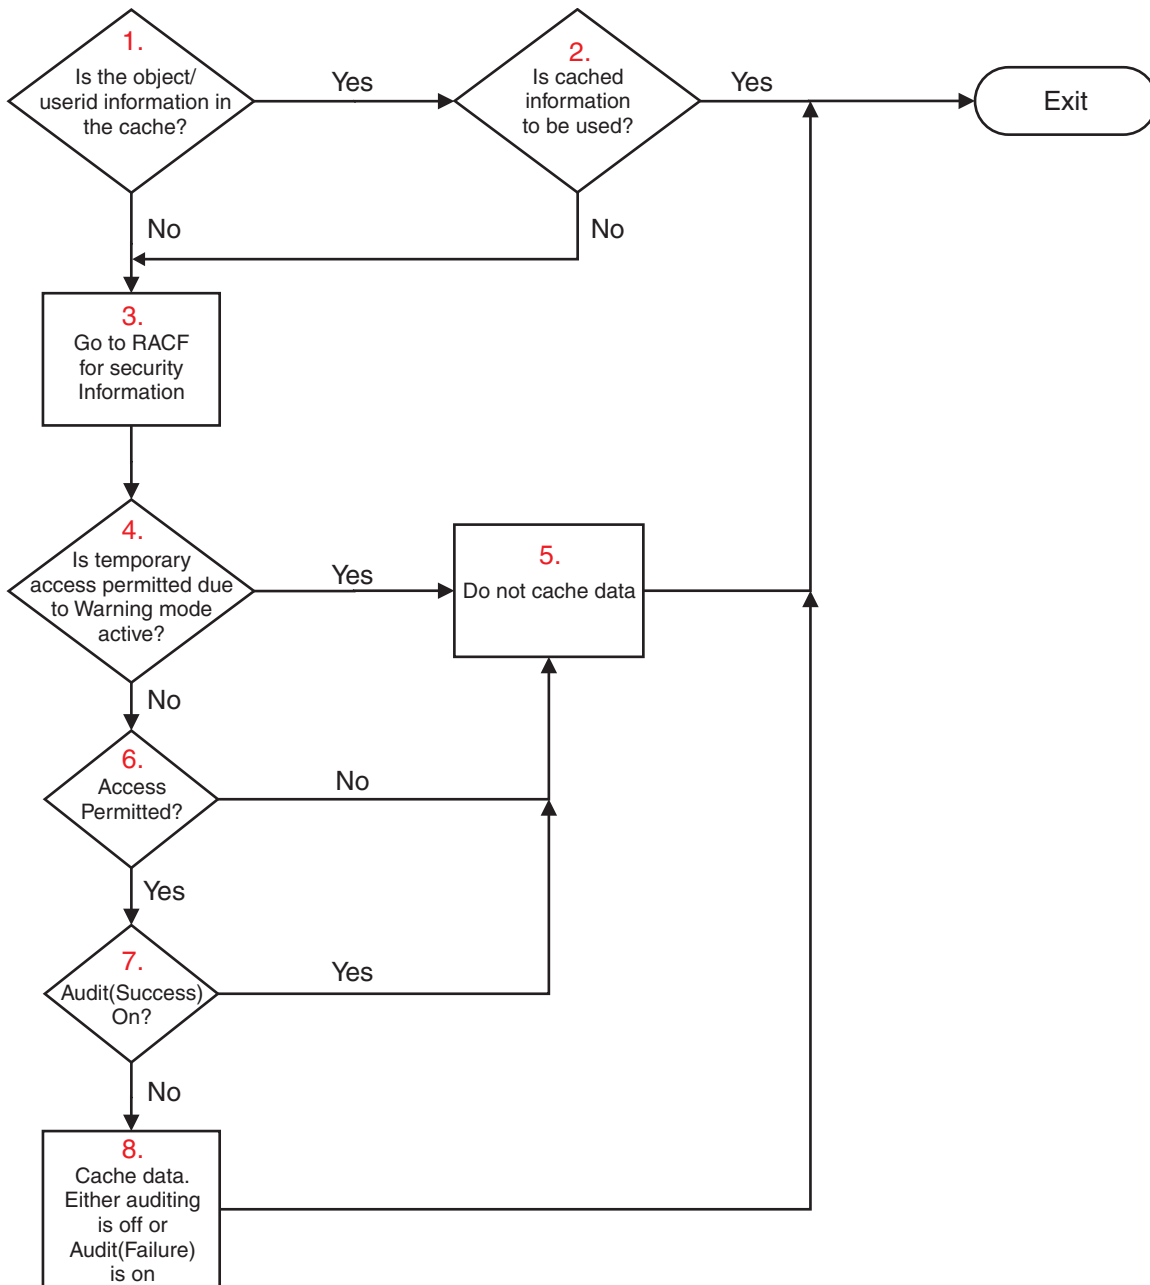 1.
Is the object/
userid information in
the cache?
Yes
2.
Is cached
information
to be used?
Yes
Exit
No
No
3.
Go to RACF
for security
Information
4.
Is temporary
access permitted due
to Warning mode
active?
Yes
5.
Do not cache data
No
6.
Access
Permitted?
No
Yes
7.
Audit(Success)
On?
Yes
No
8.
Cache data.
Either auditing
is off or
Audit(Failure)
is on